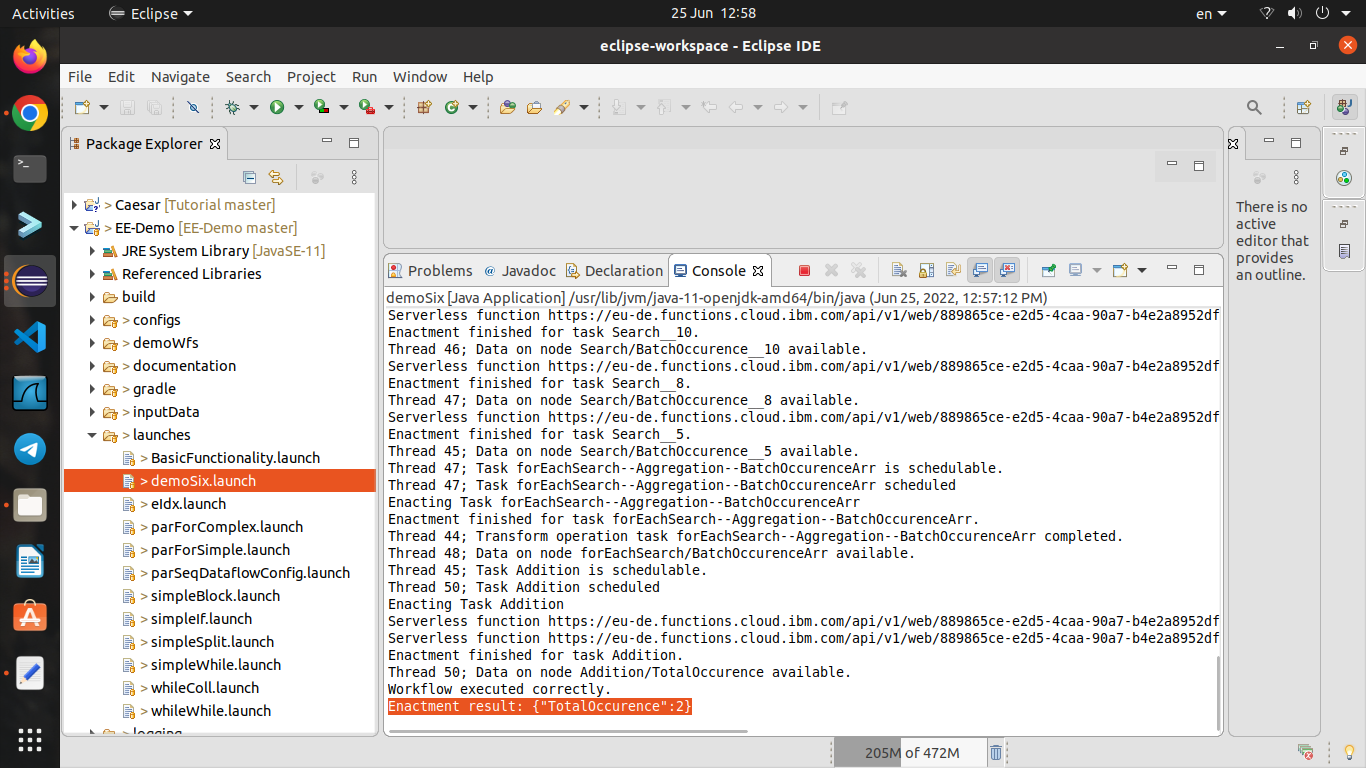 Activities
Eclipse
25 Jun 12:58
en
eclipse-workspace - Eclipse IDE
File Edit Navigate Search Project Run Window Help
Package Explorer
> Caesar [Tutorial master]
> EE-Demo [EE-Demo master]
JRE System Library [JavaSE-11]
Referenced Libraries
build
> configs
> demoWfs
> documentation
> gradle
> inputData
> launches
> BasicFunctionality.launch
> demoSix.launch
> eIdx.launch
> parForComplex.launch
> parForSimple.launch
> parSeqDataflowConfig.launch
> simpleBlock.launch
> simpleIf.launch
> simpleSplit.launch
> simpleWhile.launch
> whileColl.launch
> whileWhile.launch
> logging
Problems @ Javadoc Declaration Console
demoSix [Java Application] /usr/lib/jvm/java-11-openjdk-amd64/bin/java (Jun 25, 2022, 12:57:12 PM)
Serverless function https://eu-de.functions.cloud.ibm.com/api/v1/web/889865ce-e2d5-4caa-90a7-b4e2a8952df
Enactment finished for task Search__10.
Thread 46; Data on node Search/BatchOccurence__10 available.
Serverless function https://eu-de.functions.cloud.ibm.com/api/v1/web/889865ce-e2d5-4caa-90a7-b4e2a8952df
Enactment finished for task Search__8.
Thread 47; Data on node Search/BatchOccurence__8 available.
Serverless function https://eu-de.functions.cloud.ibm.com/api/v1/web/889865ce-e2d5-4caa-90a7-b4e2a8952df
Enactment finished for task Search__5.
Thread 45; Data on node Search/BatchOccurence__5 available.
Thread 47; Task forEachSearch--Aggregation--BatchOccurenceArr is schedulable.
Thread 47; Task forEachSearch--Aggregation--BatchOccurenceArr scheduled
Enacting Task forEachSearch--Aggregation--BatchOccurenceArr
Enactment finished for task forEachSearch--Aggregation--BatchOccurenceArr.
Thread 44; Transform operation task forEachSearch--Aggregation--BatchOccurenceArr completed.
Thread 48; Data on node forEachSearch/BatchOccurenceArr available.
Thread 45; Task Addition is schedulable.
Thread 50; Task Addition scheduled
Enacting Task Addition
Serverless function https://eu-de.functions.cloud.ibm.com/api/v1/web/889865ce-e2d5-4caa-90a7-b4e2a8952df
Serverless function https://eu-de.functions.cloud.ibm.com/api/v1/web/889865ce-e2d5-4caa-90a7-b4e2a8952df
Enactment finished for task Addition.
Thread 50; Data on node Addition/TotalOccurence available.
Workflow executed correctly.
Enactment result: {"TotalOccurence":2}
There is no
active
editor that
provides
an outline.
205M of 472M